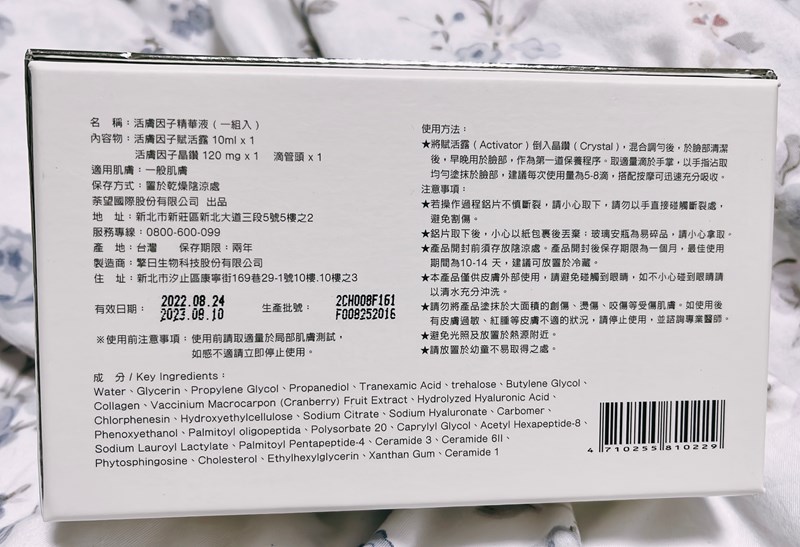 名　稱：活膚因子精華液（一組入）
內容物：活膚因子賦活露 10ml x 1
活膚因子晶鑽 120 mg x 1　滴管頭 x 1
適用肌膚：一般肌膚
保存方式：置於乾燥陰涼處
荼望國際股份有限公司 出品
地　址：新北市新莊區新北大道三段5號5樓之2
服務專線：0800-600-099
產　地：台灣　保存期限：兩年
製造商：擎日生物科技股份有限公司
住　址：新北市汐止區康寧街169巷29-1號10樓.10樓之3
有效日期：2022.08.24 2023.08.10
生產批號：2CH008F161 F008252016
※使用前注意事項：使用前請取適量於局部肌膚測試，
如感不適請立即停止使用。
使用方法：
★將賦活露（Activator）倒入晶鑽（Crystal），混合調勻後，於臉部清潔
後，早晚用於臉部，作為第一道保養程序。取適量滴於手掌，以手指沾取
均勻塗抹於臉部，建議每次使用量為5-8滴，搭配按摩可迅速充分吸收。
注意事項：
★若操作過程鋁片不慎斷裂，請小心取下，請勿以手直接碰觸斷裂處，
避免割傷。
★鋁片取下後，小心以紙包裹後丟棄；玻璃安瓶為易碎品，請小心拿取。
★產品開封前須存放陰涼處。產品開封後保存期限為一個月，最佳使用
期間為10-14 天，建議可放置於冷藏。
★本產品僅供皮膚外部使用，請避免碰觸到眼睛，如不小心碰到眼睛請
以清水充分沖洗。
★請勿將產品塗抹於大面積的創傷、燙傷、咬傷等受傷肌膚。如使用後
有皮膚過敏、紅腫等皮膚不適的狀況，請停止使用，並諮詢專業醫師。
★避免光照及放置於熱源附近。
★請放置於幼童不易取得之處。
成　分 / Key Ingredients：
Water、Glycerin、Propylene Glycol、Propanediol、Tranexamic Acid、trehalose、Butylene Glycol、
Collagen、Vaccinium Macrocarpon (Cranberry) Fruit Extract、Hydrolyzed Hyaluronic Acid、
Chlorphenesin、Hydroxyethylcellulose、Sodium Citrate、Sodium Hyaluronate、Carbomer、
Phenoxyethanol、Palmitoyl oligopeptida、Polysorbate 20、Caprylyl Glycol、Acetyl Hexapeptide-8、
Sodium Lauroyl Lactylate、Palmitoyl Pentapeptide-4、Ceramide 3、Ceramide 6II、
Phytosphingosine、Cholesterol、Ethylhexylglycerin、Xanthan Gum、Ceramide 1
4 710255 810229